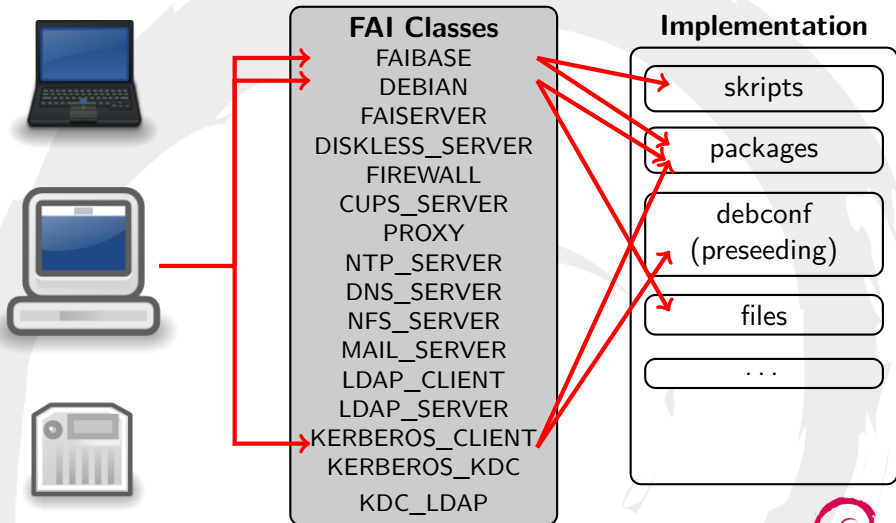 FAI Classes
FAIBASE
DEBIAN
FAISERVER
DISKLESS_SERVER
FIREWALL
CUPS_SERVER
PROXY
NTP_SERVER
DNS_SERVER
NFS_SERVER
MAIL_SERVER
LDAP_CLIENT
LDAP_SERVER
KERBEROS_CLIENT
KERBEROS_KDC
KDC_LDAP
Implementation
skripts
packages
debconf
(preseeding)
files
. . .